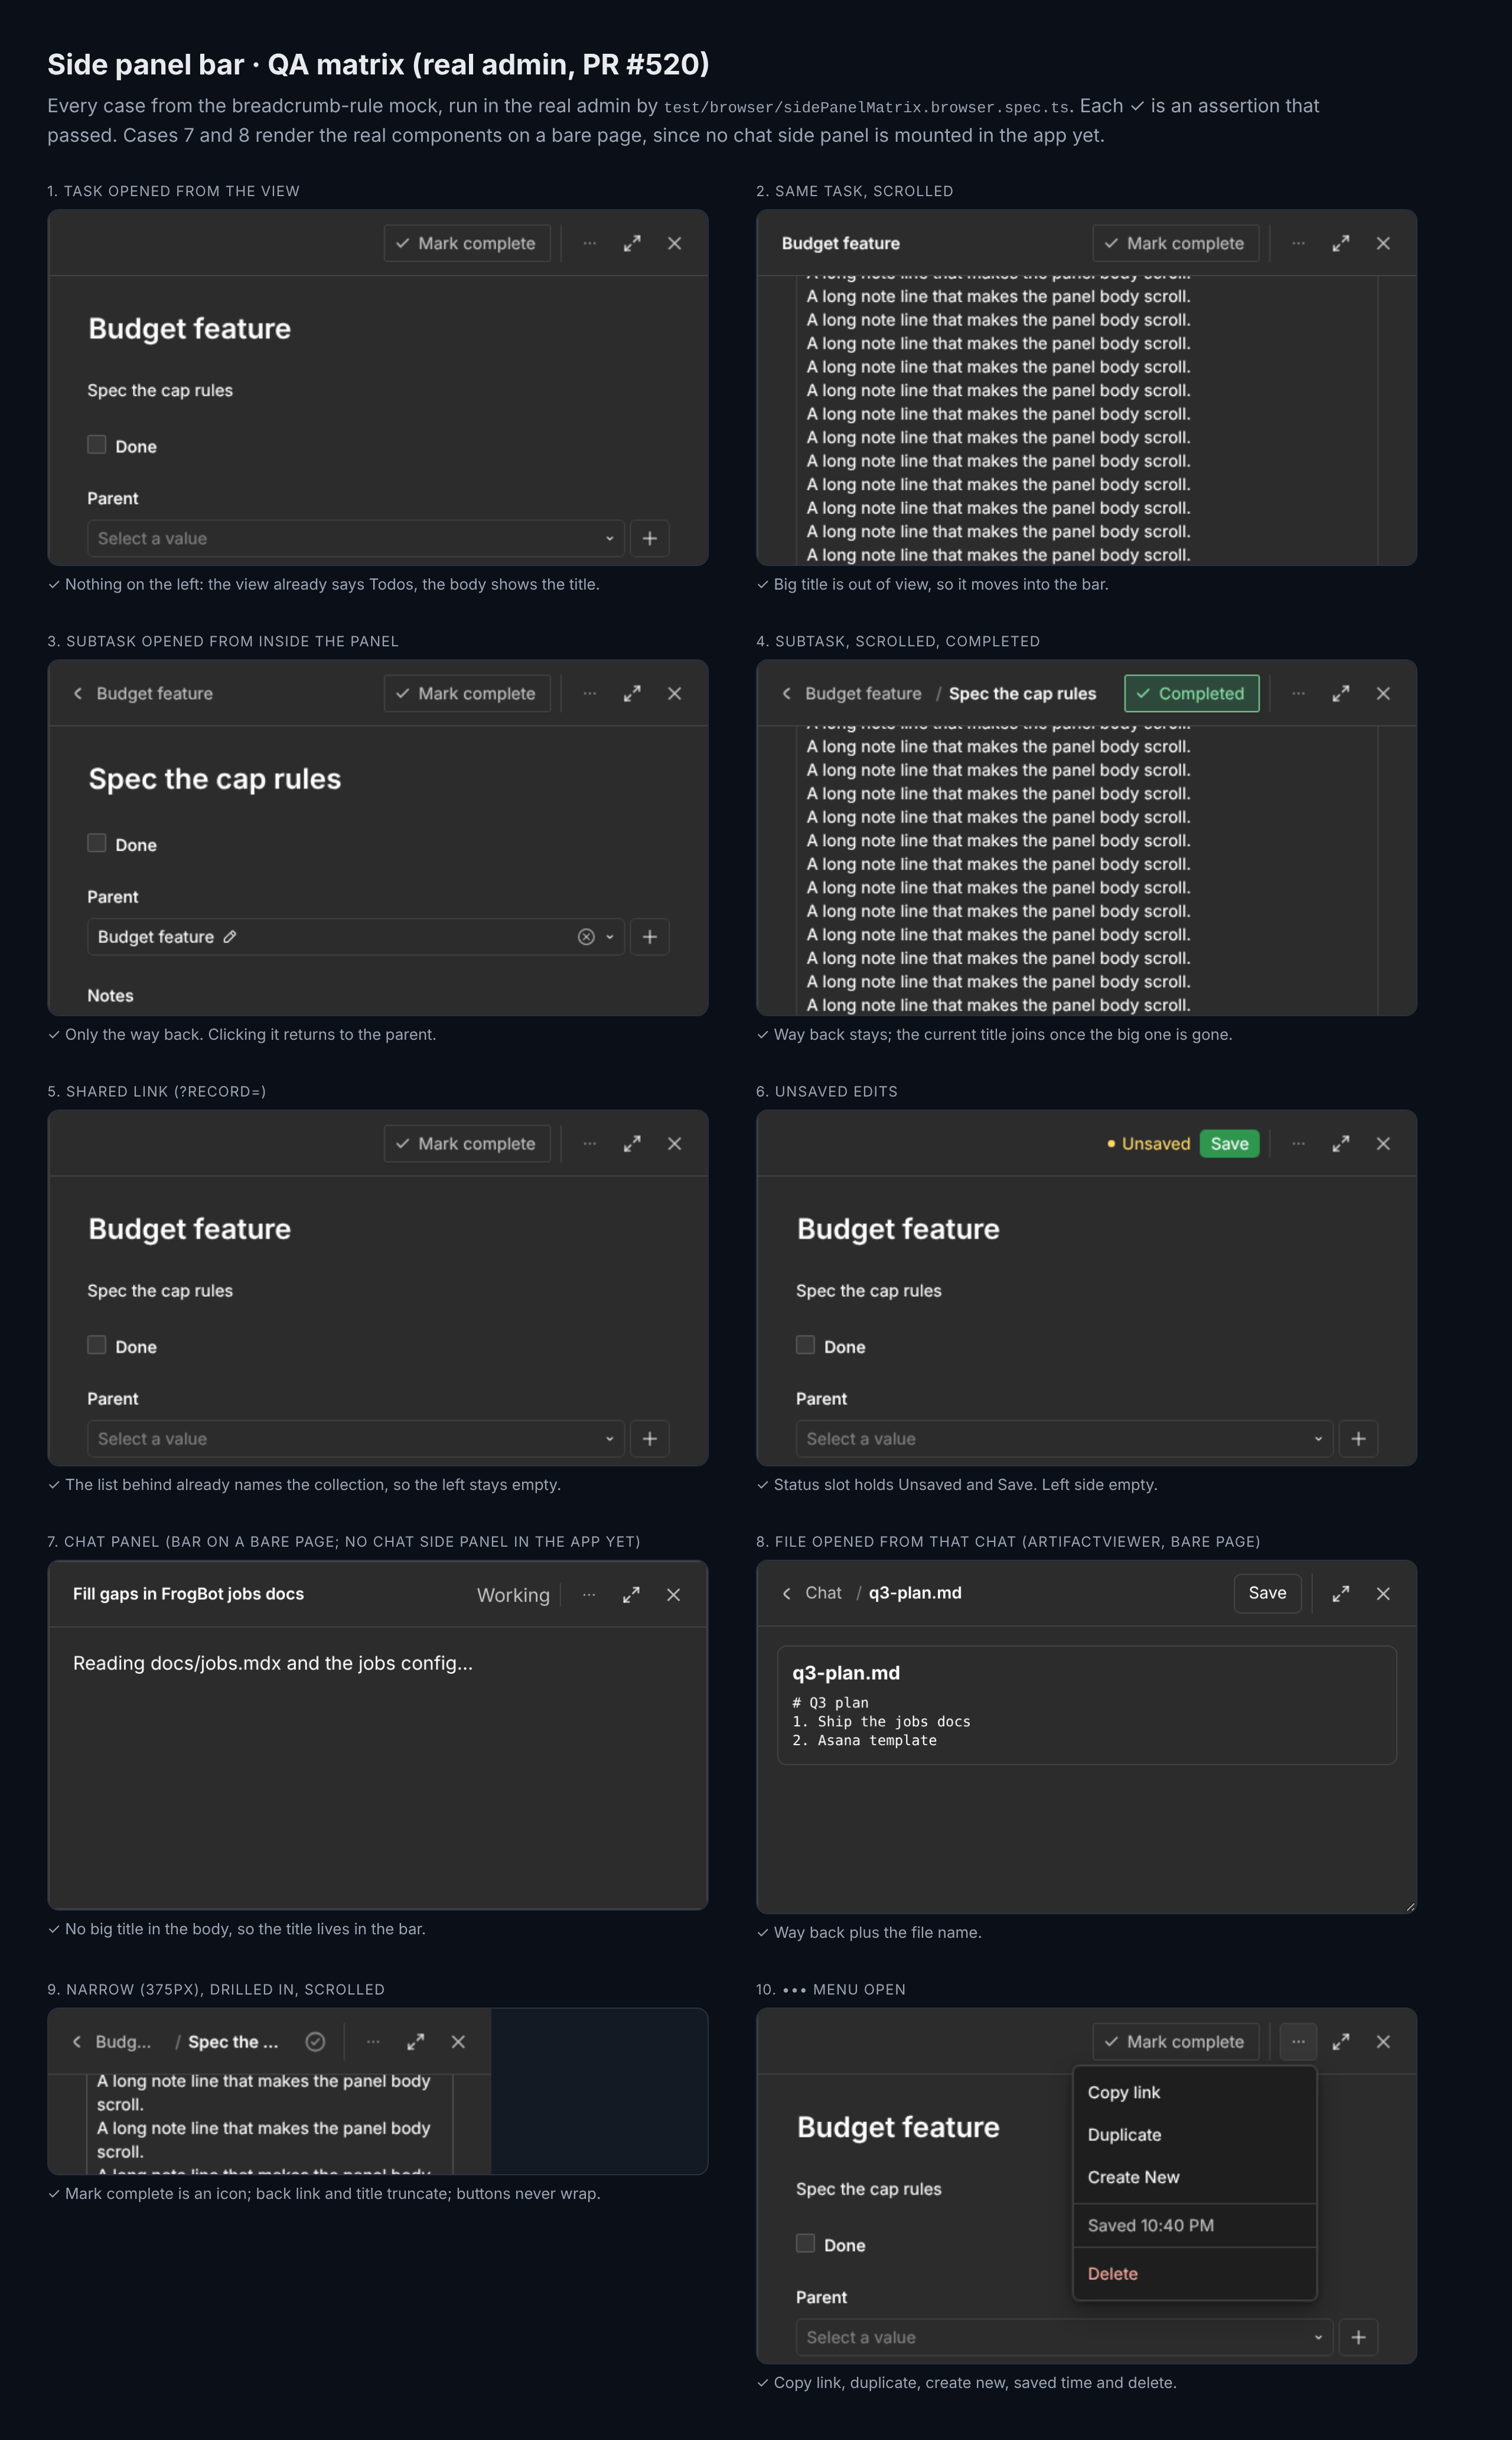 Side panel bar · QA matrix (real admin, PR #520)
Every case from the breadcrumb-rule mock, run in the real admin by test/browser/sidePanelMatrix.browser.spec.ts. Each ✓ is an assertion that
passed. Cases 7 and 8 render the real components on a bare page, since no chat side panel is mounted in the app yet.
1. TASK OPENED FROM THE VIEW
✓ Mark complete ···
Budget feature
Spec the cap rules
Done
Parent
Select a value
✓ Nothing on the left: the view already says Todos, the body shows the title.
2. SAME TASK, SCROLLED
Budget feature ✓ Mark complete ···
A long note line that makes the panel body scroll.
A long note line that makes the panel body scroll.
A long note line that makes the panel body scroll.
A long note line that makes the panel body scroll.
A long note line that makes the panel body scroll.
A long note line that makes the panel body scroll.
A long note line that makes the panel body scroll.
A long note line that makes the panel body scroll.
A long note line that makes the panel body scroll.
A long note line that makes the panel body scroll.
A long note line that makes the panel body scroll.
A long note line that makes the panel body scroll.
A long note line that makes the panel body scroll.
✓ Big title is out of view, so it moves into the bar.
3. SUBTASK OPENED FROM INSIDE THE PANEL
Budget feature ✓ Mark complete ···
Spec the cap rules
Done
Parent
Budget feature
Notes
✓ Only the way back. Clicking it returns to the parent.
4. SUBTASK, SCROLLED, COMPLETED
Budget feature / Spec the cap rules ✓ Completed ···
A long note line that makes the panel body scroll.
A long note line that makes the panel body scroll.
A long note line that makes the panel body scroll.
A long note line that makes the panel body scroll.
A long note line that makes the panel body scroll.
A long note line that makes the panel body scroll.
A long note line that makes the panel body scroll.
A long note line that makes the panel body scroll.
A long note line that makes the panel body scroll.
A long note line that makes the panel body scroll.
A long note line that makes the panel body scroll.
A long note line that makes the panel body scroll.
A long note line that makes the panel body scroll.
✓ Way back stays; the current title joins once the big one is gone.
5. SHARED LINK (?RECORD=)
✓ Mark complete ···
Budget feature
Spec the cap rules
Done
Parent
Select a value
✓ The list behind already names the collection, so the left stays empty.
6. UNSAVED EDITS
• Unsaved Save ···
Budget feature
Spec the cap rules
Done
Parent
Select a value
✓ Status slot holds Unsaved and Save. Left side empty.
7. CHAT PANEL (BAR ON A BARE PAGE; NO CHAT SIDE PANEL IN THE APP YET)
Fill gaps in FrogBot jobs docs Working ···
Reading docs/jobs.mdx and the jobs config...
✓ No big title in the body, so the title lives in the bar.
8. FILE OPENED FROM THAT CHAT (ARTIFACTVIEWER, BARE PAGE)
Chat / q3-plan.md Save
q3-plan.md
# Q3 plan
1. Ship the jobs docs
2. Asana template
✓ Way back plus the file name.
9. NARROW (375PX), DRILLED IN, SCROLLED
Budg... / Spec the ... ···
A long note line that makes the panel body
scroll.
A long note line that makes the panel body
scroll.
A long note line that makes the panel body
✓ Mark complete is an icon; back link and title truncate; buttons never wrap.
10. ••• MENU OPEN
✓ Mark complete ···
Copy link
Duplicate
Create New
Saved 10:40 PM
Delete
Budget feature
Spec the cap rules
Done
Parent
Select a value
✓ Copy link, duplicate, create new, saved time and delete.